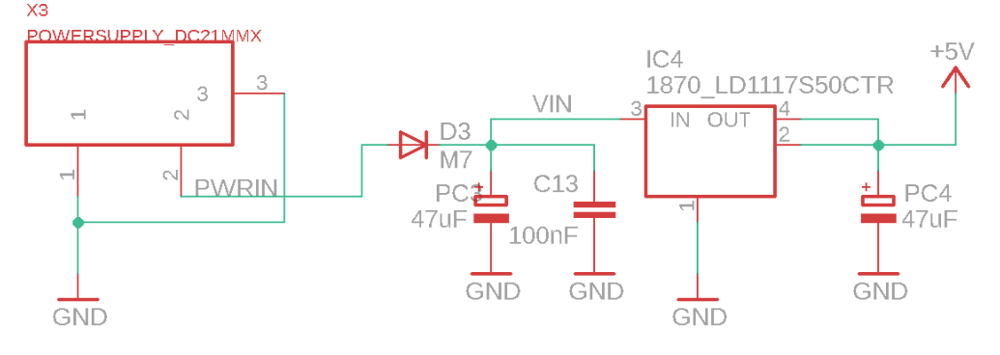 X3
POWERSUPPLY_DC21MMX
3
3
1
2
1
2
PWRIN
D3
M7
VIN
PC3
47uF
C13
100nF
IC4
1870_LD1117S50CTR
3
IN OUT
4
2
1
+5V
+
+
PC4
47uF
GND
GND
GND
GND
GND